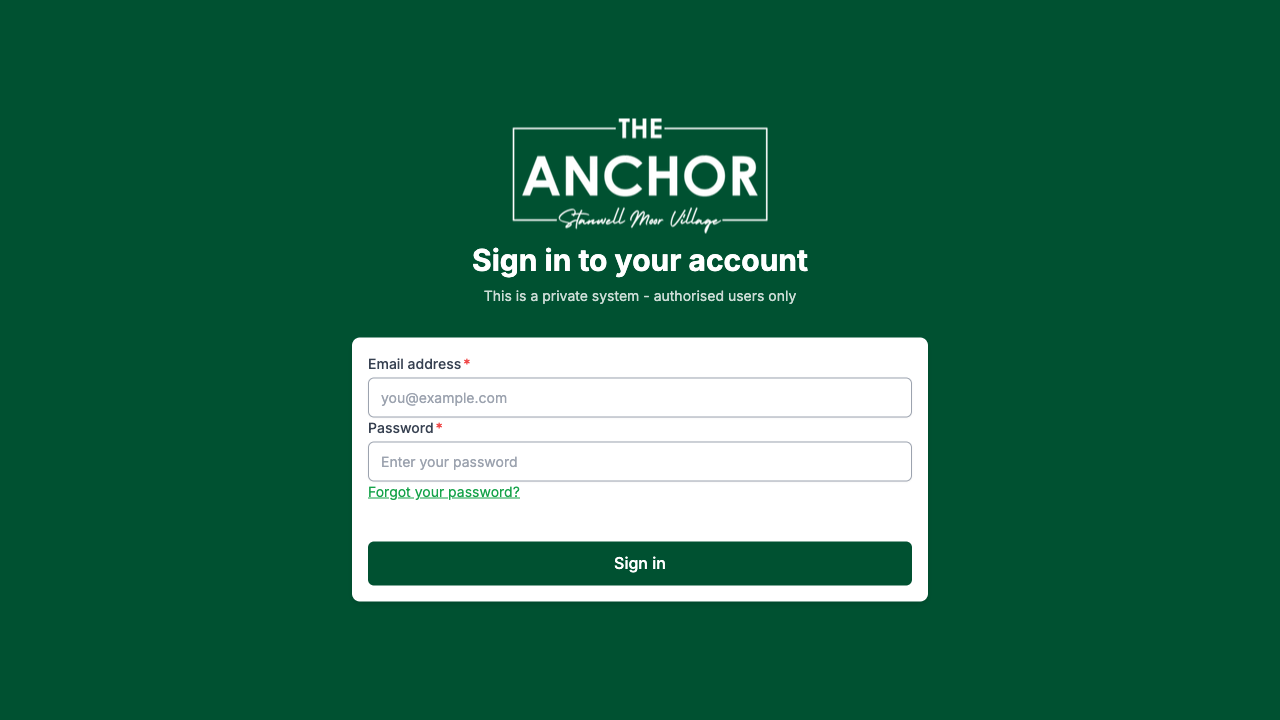 THE
ANCHOR
Stanwell Moor Village
Sign in to your account
This is a private system - authorised users only
Email address*
you@example.com
Password*
Enter your password
Forgot your password?
Sign in